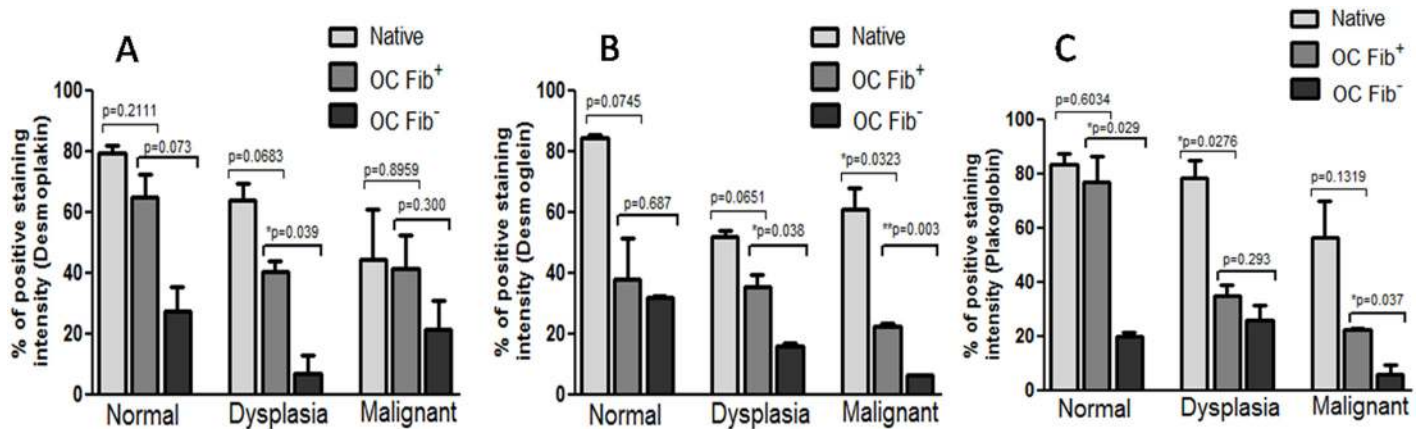 A
Native
OC Fib+
OC Fib-
% of positive staining
intensity (Desmoplakin)
100
80
60
40
20
0
p=0.2111
p=0.073
p=0.0683
*p=0.039
p=0.8959
p=0.300
Normal Dysplasia Malignant
B
Native
OC Fib+
OC Fib-
% of positive staining
intensity (Desmoglein)
100
80
60
40
20
0
p=0.0745
p=0.687
p=0.0651
*p=0.038
*p=0.0323
**p=0.003
Normal Dysplasia Malignant
C
Native
OC Fib+
OC Fib-
% of positive staining
intensity (Plakoglobin)
100
80
60
40
20
0
p=0.6034
*p=0.029
*p=0.0276
p=0.293
p=0.1319
*p=0.037
Normal Dysplasia Malignant